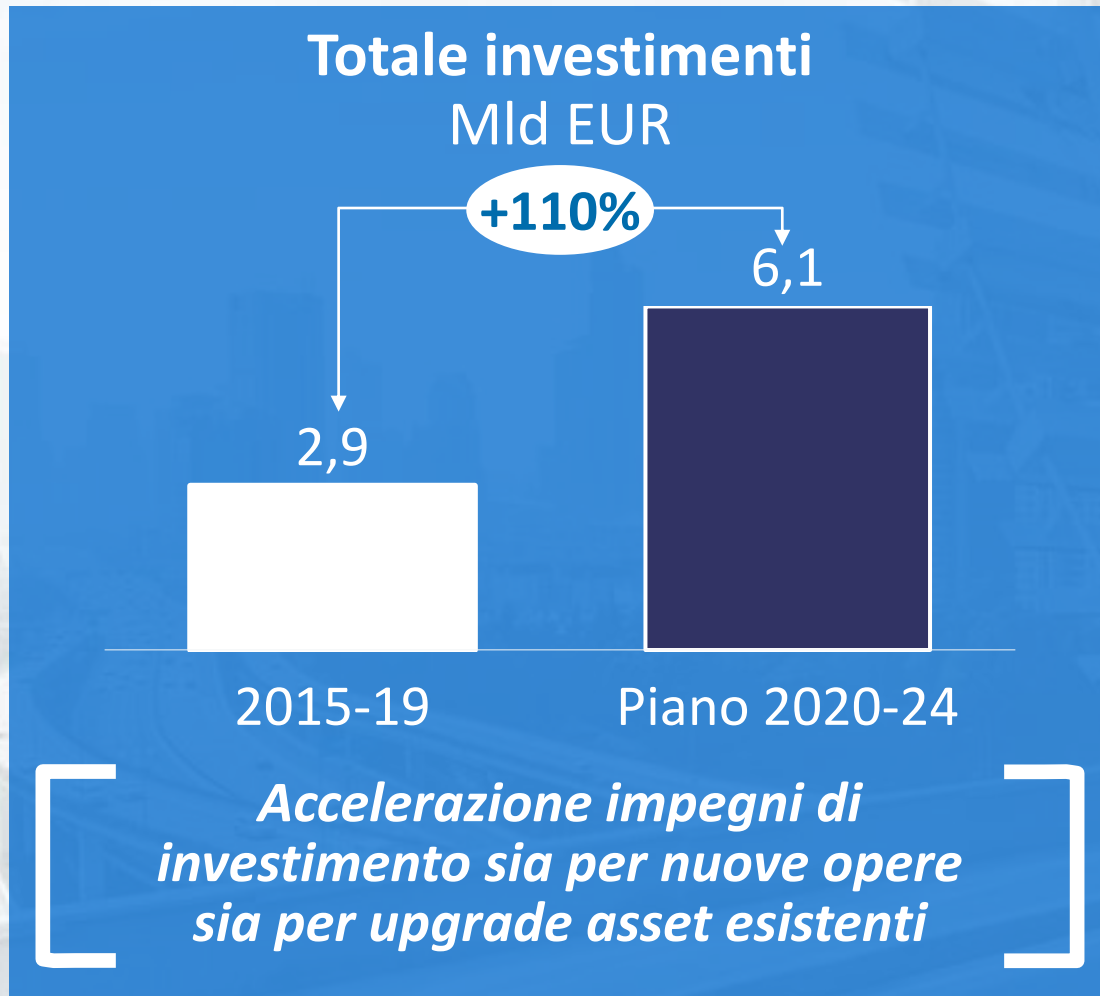 Totale investimenti
Mld EUR
+110%
6,1
2,9
2015-19
Piano 2020-24
Accelerazione impegni di
investimento sia per nuove opere
sia per upgrade asset esistenti